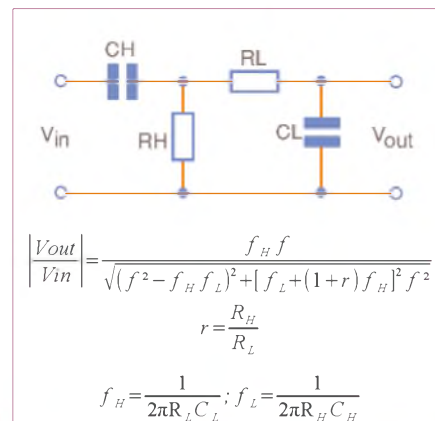 CH
RL
Vin
RH
CL
Vout
|Vout/Vin| = f_H f / √((f² − f_H f_L)² + [f_L + (1 + r) f_H]² f²)
r = R_H / R_L
f_H = 1 / 2πR_L C_L ; f_L = 1 / 2πR_H C_H